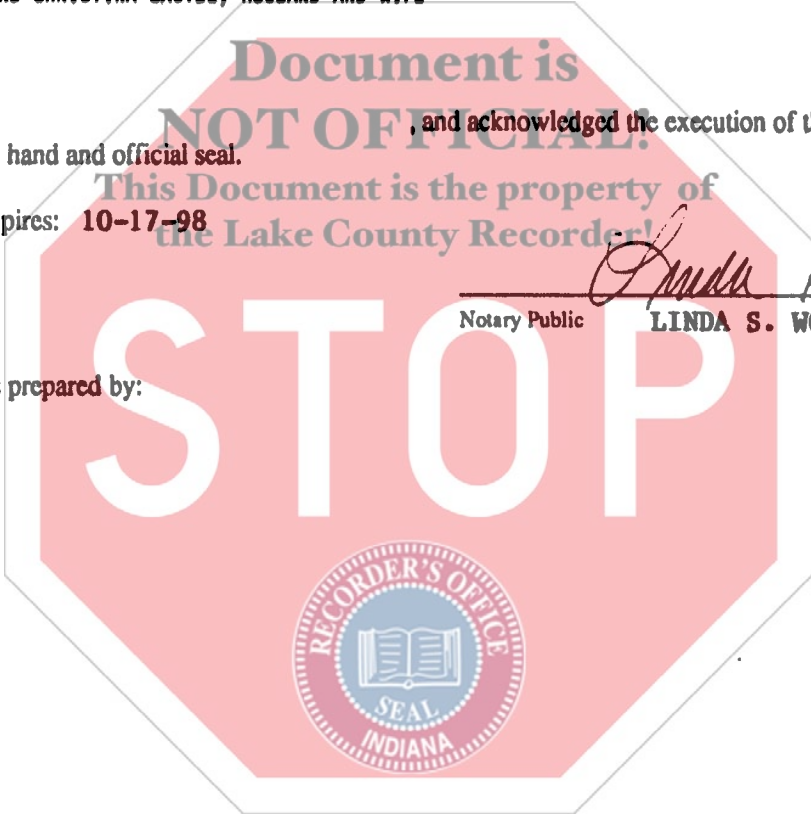 Document is
NOT OFFICIAL!
, and acknowledged the execution of
hand and official seal.
This Document is the property of
pires: 10-17-98
the Lake County Recorder!
Linda
Notary Public LINDA S.
STOP
prepared by:
RECORDER'S OFFICE
SEAL
INDIANA